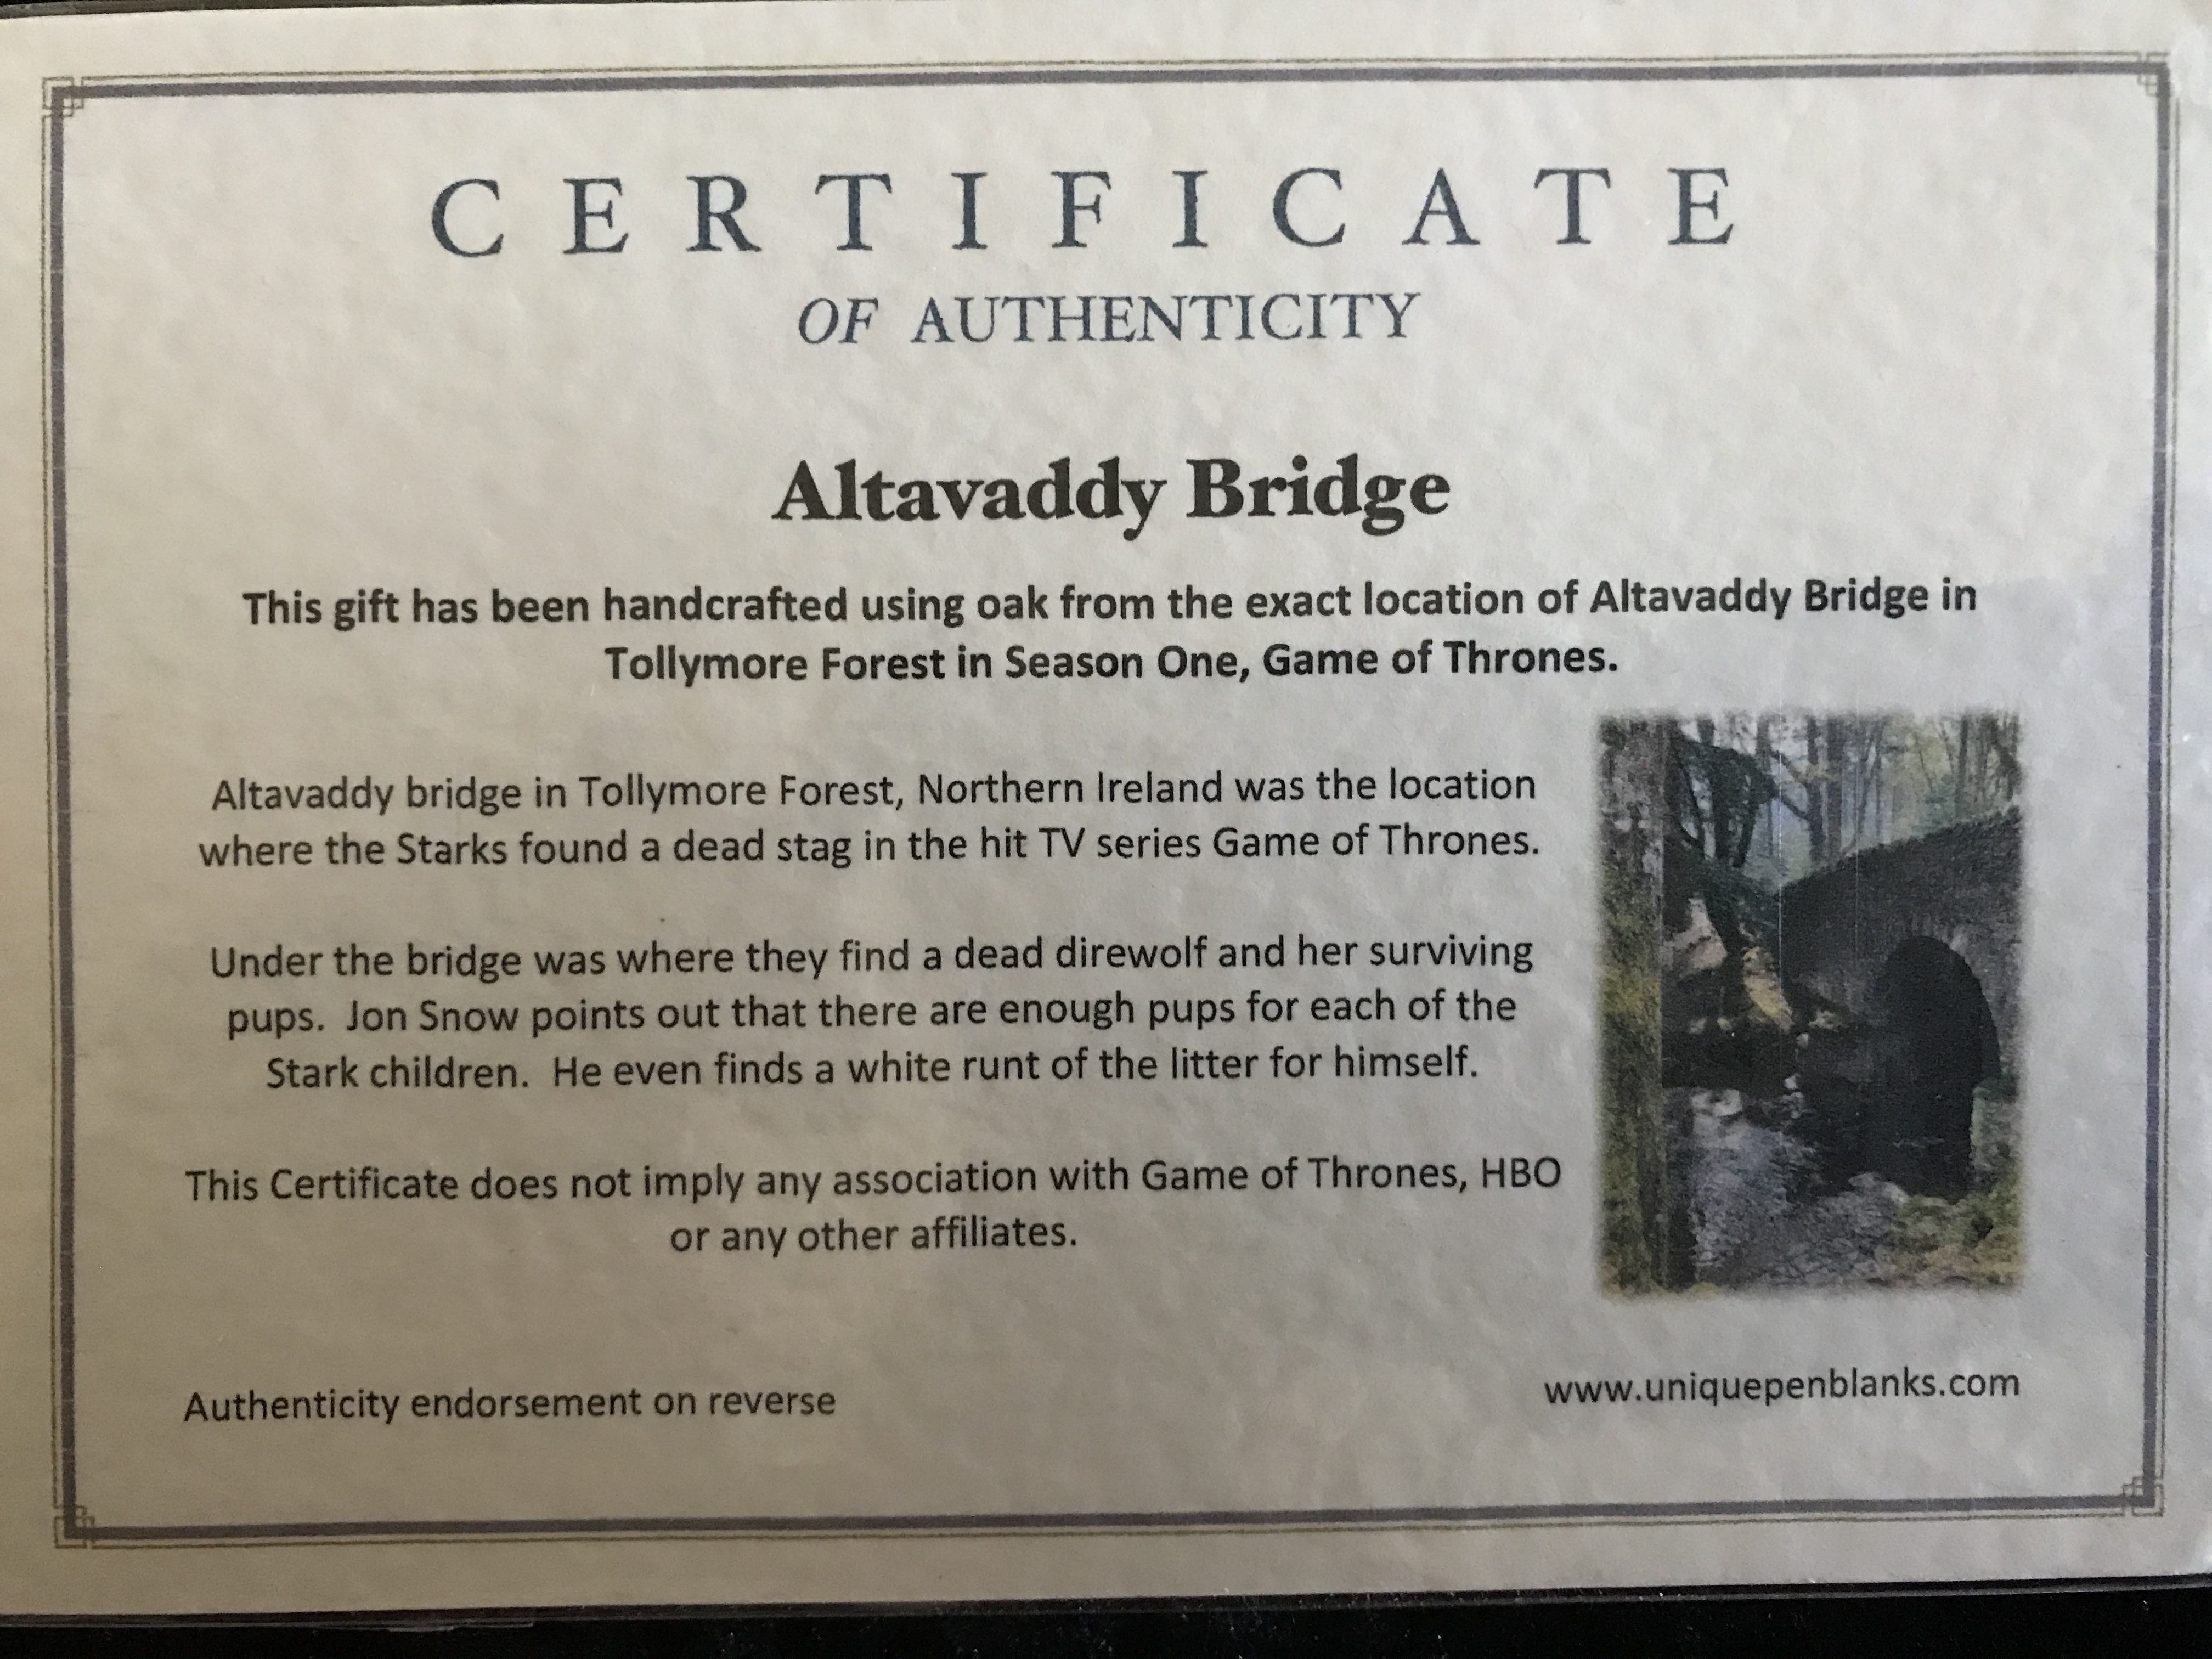 CERTIFICATE
OF AUTHENTICITY
Altavaddy Bridge
This gift has been handcrafted using oak from the exact location of Altavaddy Bridge in
Tollymore Forest in Season One, Game of Thrones.
Altavaddy bridge in Tollymore Forest, Northern Ireland was the location
where the Starks found a dead stag in the hit TV series Game of Thrones.
Under the bridge was where they find a dead direwolf and her surviving
pups. Jon Snow points out that there are enough pups for each of the
Stark children. He even finds a white runt of the litter for himself.
This Certificate does not imply any association with Game of Thrones, HBO
or any other affiliates.
Authenticity endorsement on reverse
www.uniquepenblanks.com